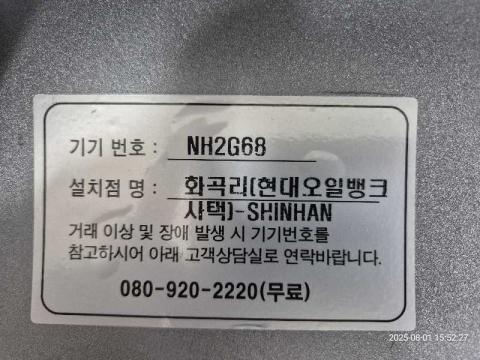 기기 번호 : NH2G68
설치점 명 : 화곡리(현대오일뱅크
사택)-SHINHAN
거래 이상 및 장애 발생 시 기기번호를
참고하시어 아래 고객상담실로 연락바랍니다.
080-920-2220(무료)
2025-08-01 15:52:27